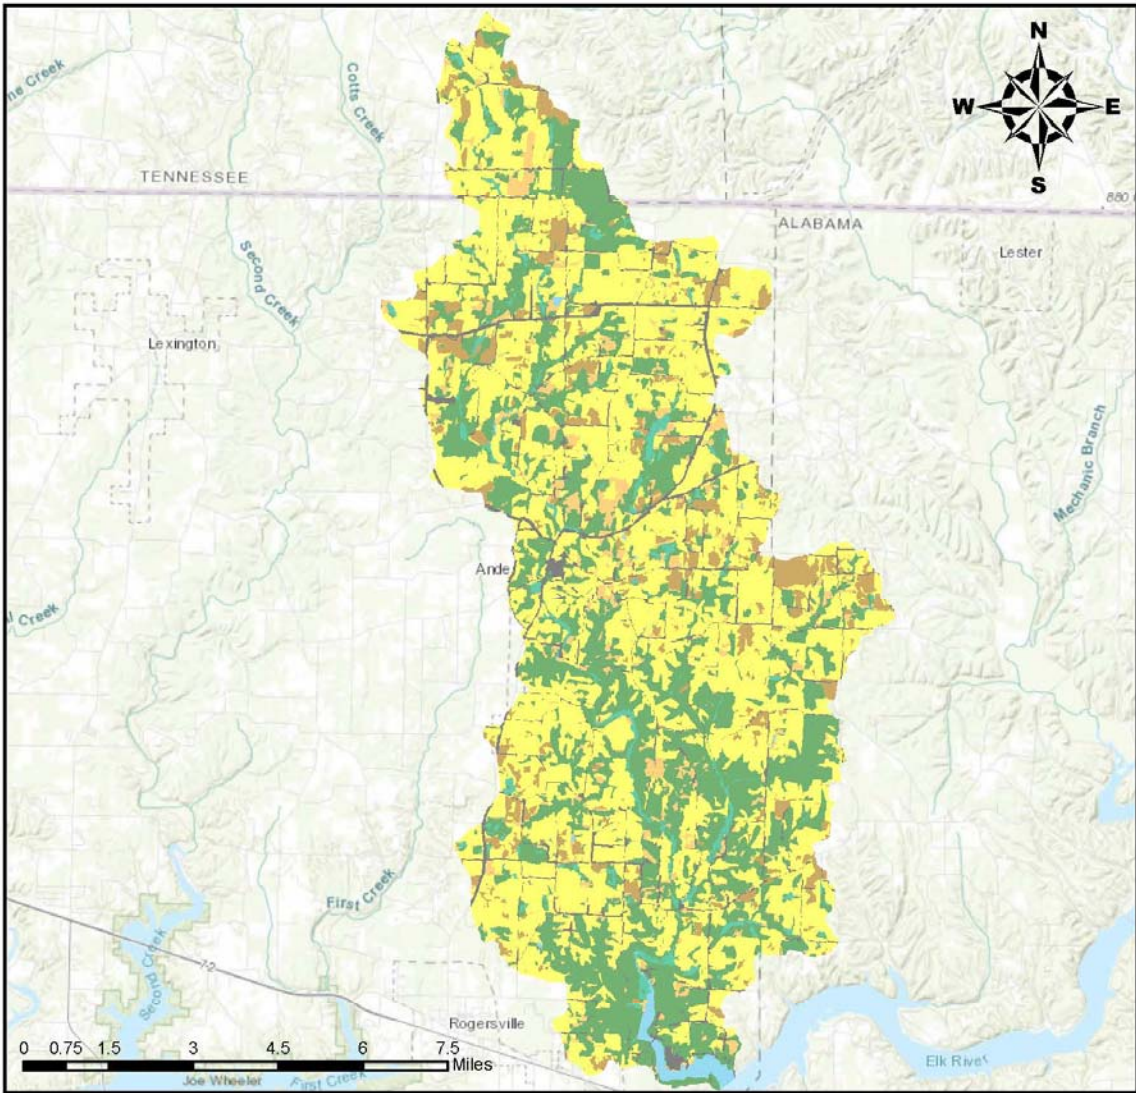 N
W E
S
ne Creek
Cotts Creek
TENNESSEE
880
ALABAMA
Lester
Second Creek
Lexington
Mechanic Branch
Ande
Creek
First Creek
Second Creek
72
Rogersville
0 0.75 1.5 3 4.5 6 7.5
Miles
Elk River
Joe Wheeler
First Creek